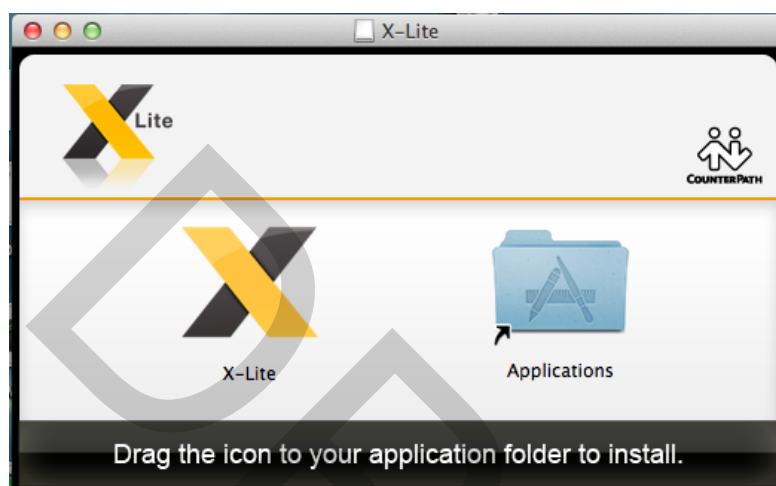 X-Lite
Lite
COUNTERPATH
X-Lite
Applications
Drag the icon to your application folder to install.